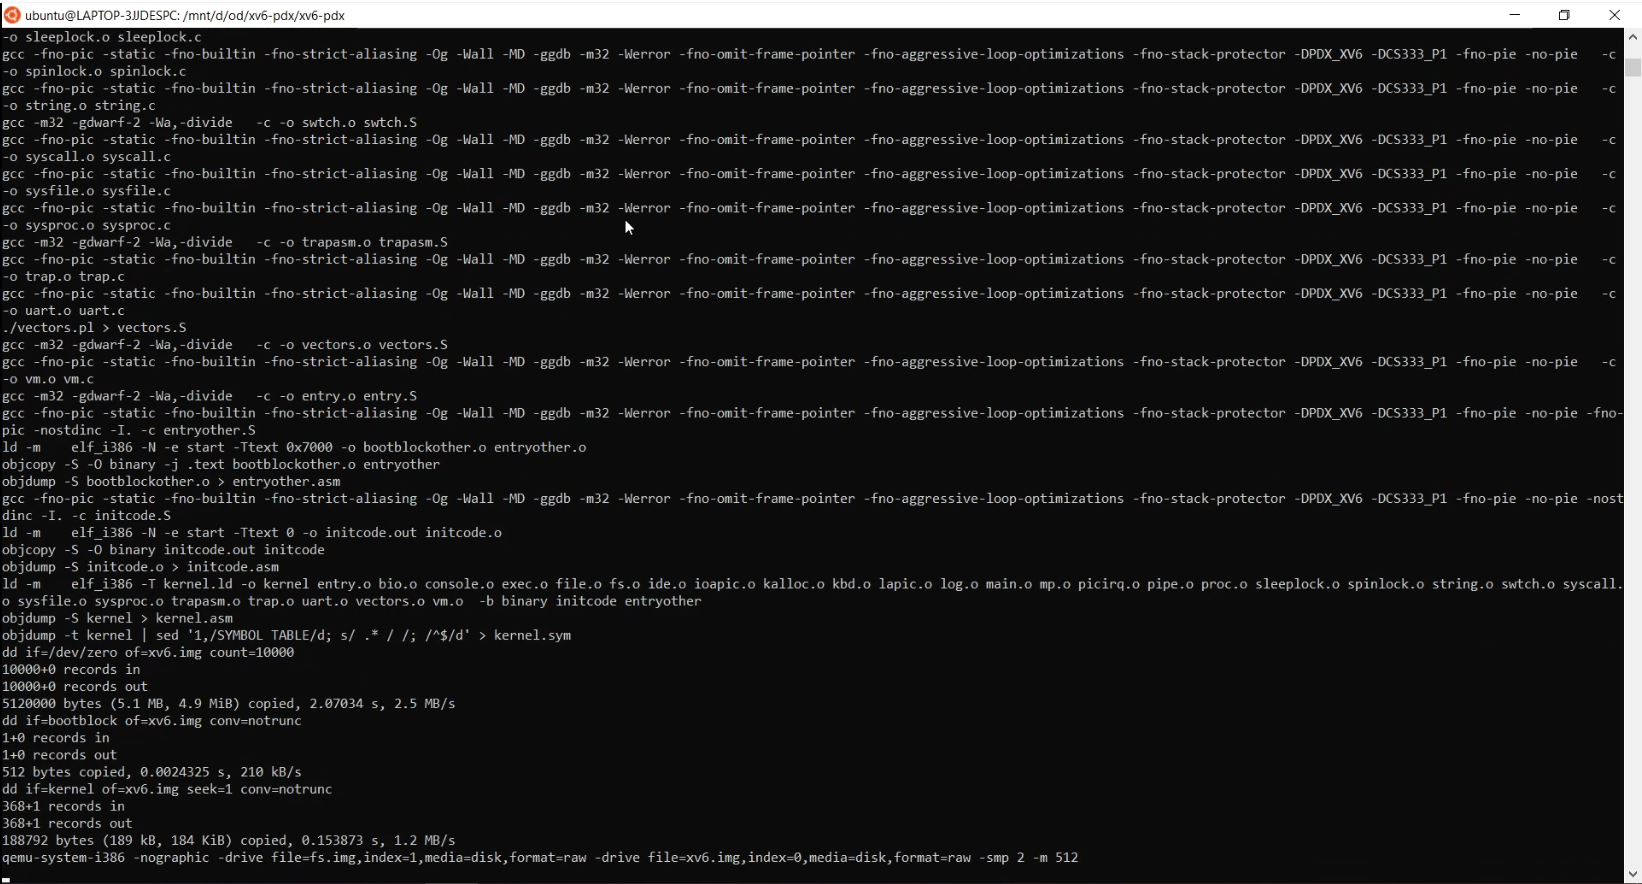 ubuntu@LAPTOP-3JJDESPC: /mnt/d/od/xv6-pdx/xv6-pdx
-o sleeplock.o sleeplock.c
gcc -fno-pic -static -fno-builtin -fno-strict-aliasing -Og -Wall -MD -ggdb -m32 -Werror -fno-omit-frame-pointer -fno-aggressive-loop-optimizations -fno-stack-protector -DPDX_XV6 -DCS333_P1 -fno-pie -no-pie   -c
-o spinlock.o spinlock.c
gcc -fno-pic -static -fno-builtin -fno-strict-aliasing -Og -Wall -MD -ggdb -m32 -Werror -fno-omit-frame-pointer -fno-aggressive-loop-optimizations -fno-stack-protector -DPDX_XV6 -DCS333_P1 -fno-pie -no-pie   -c
-o string.o string.c
gcc -m32 -gdwarf-2 -Wa,-divide   -c -o swtch.o swtch.S
gcc -fno-pic -static -fno-builtin -fno-strict-aliasing -Og -Wall -MD -ggdb -m32 -Werror -fno-omit-frame-pointer -fno-aggressive-loop-optimizations -fno-stack-protector -DPDX_XV6 -DCS333_P1 -fno-pie -no-pie   -c
-o syscall.o syscall.c
gcc -fno-pic -static -fno-builtin -fno-strict-aliasing -Og -Wall -MD -ggdb -m32 -Werror -fno-omit-frame-pointer -fno-aggressive-loop-optimizations -fno-stack-protector -DPDX_XV6 -DCS333_P1 -fno-pie -no-pie   -c
-o sysfile.o sysfile.c
gcc -fno-pic -static -fno-builtin -fno-strict-aliasing -Og -Wall -MD -ggdb -m32 -Werror -fno-omit-frame-pointer -fno-aggressive-loop-optimizations -fno-stack-protector -DPDX_XV6 -DCS333_P1 -fno-pie -no-pie   -c
-o sysproc.o sysproc.c
gcc -m32 -gdwarf-2 -Wa,-divide   -c -o trapasm.o trapasm.S
gcc -fno-pic -static -fno-builtin -fno-strict-aliasing -Og -Wall -MD -ggdb -m32 -Werror -fno-omit-frame-pointer -fno-aggressive-loop-optimizations -fno-stack-protector -DPDX_XV6 -DCS333_P1 -fno-pie -no-pie   -c
-o trap.o trap.c
gcc -fno-pic -static -fno-builtin -fno-strict-aliasing -Og -Wall -MD -ggdb -m32 -Werror -fno-omit-frame-pointer -fno-aggressive-loop-optimizations -fno-stack-protector -DPDX_XV6 -DCS333_P1 -fno-pie -no-pie   -c
-o uart.o uart.c
./vectors.pl > vectors.S
gcc -m32 -gdwarf-2 -Wa,-divide   -c -o vectors.o vectors.S
gcc -fno-pic -static -fno-builtin -fno-strict-aliasing -Og -Wall -MD -ggdb -m32 -Werror -fno-omit-frame-pointer -fno-aggressive-loop-optimizations -fno-stack-protector -DPDX_XV6 -DCS333_P1 -fno-pie -no-pie   -c
-o vm.o vm.c
gcc -m32 -gdwarf-2 -Wa,-divide   -c -o entry.o entry.S
gcc -fno-pic -static -fno-builtin -fno-strict-aliasing -Og -Wall -MD -ggdb -m32 -Werror -fno-omit-frame-pointer -fno-aggressive-loop-optimizations -fno-stack-protector -DPDX_XV6 -DCS333_P1 -fno-pie -no-pie -fno-
pic -nostdinc -I. -c entryother.S
ld -m    elf_i386 -N -e start -Ttext 0x7000 -o bootblockother.o entryother.o
objcopy -S -O binary -j .text bootblockother.o entryother
objdump -S bootblockother.o > entryother.asm
gcc -fno-pic -static -fno-builtin -fno-strict-aliasing -Og -Wall -MD -ggdb -m32 -Werror -fno-omit-frame-pointer -fno-aggressive-loop-optimizations -fno-stack-protector -DPDX_XV6 -DCS333_P1 -fno-pie -no-pie -nost
dinc -I. -c initcode.S
ld -m    elf_i386 -N -e start -Ttext 0 -o initcode.out initcode.o
objcopy -S -O binary initcode.out initcode
objdump -S initcode.o > initcode.asm
ld -m    elf_i386 -T kernel.ld -o kernel entry.o bio.o console.o exec.o file.o fs.o ide.o ioapic.o kalloc.o kbd.o lapic.o log.o main.o mp.o picirq.o pipe.o proc.o sleeplock.o spinlock.o string.o swtch.o syscall.
o sysfile.o sysproc.o trapasm.o trap.o uart.o vectors.o vm.o  -b binary initcode entryother
objdump -S kernel > kernel.asm
objdump -t kernel | sed '1,/SYMBOL TABLE/d; s/ .* / /; /^$/d' > kernel.sym
dd if=/dev/zero of=xv6.img count=10000
10000+0 records in
10000+0 records out
5120000 bytes (5.1 MB, 4.9 MiB) copied, 2.07034 s, 2.5 MB/s
dd if=bootblock of=xv6.img conv=notrunc
1+0 records in
1+0 records out
512 bytes copied, 0.0024325 s, 210 kB/s
dd if=kernel of=xv6.img seek=1 conv=notrunc
368+1 records in
368+1 records out
188792 bytes (189 kB, 184 KiB) copied, 0.153873 s, 1.2 MB/s
qemu-system-i386 -nographic -drive file=fs.img,index=1,media=disk,format=raw -drive file=xv6.img,index=0,media=disk,format=raw -smp 2 -m 512